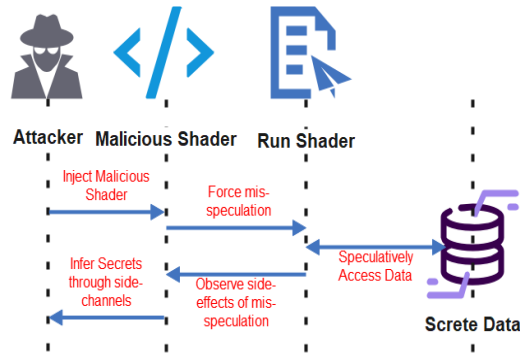 Attacker
Malicious Shader
Run Shader
Inject Malicious
Shader
Force mis-
speculation
Infer Secrets
through side-
channels
Observe side-
effects of mis-
speculation
Speculatively
Access Data
Screte Data